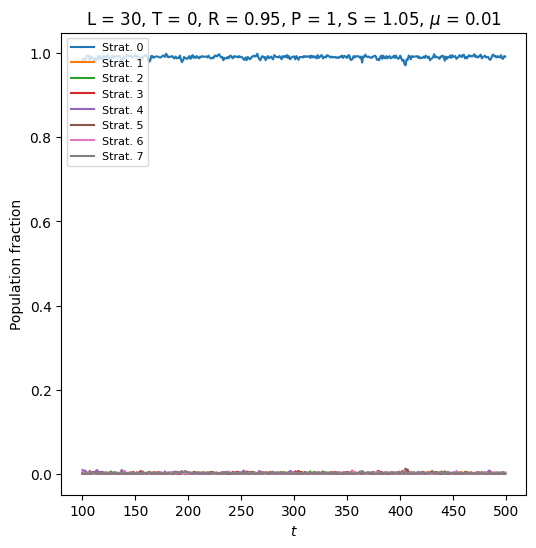 L = 30, T = 0, R = 0.95, P = 1, S = 1.05, μ = 0.01
Strat. 0
Strat. 1
Strat. 2
Strat. 3
Strat. 4
Strat. 5
Strat. 6
Strat. 7
Population fraction
1.0
0.8
0.6
0.4
0.2
0.0
100 150 200 250 300 350 400 450 500
t